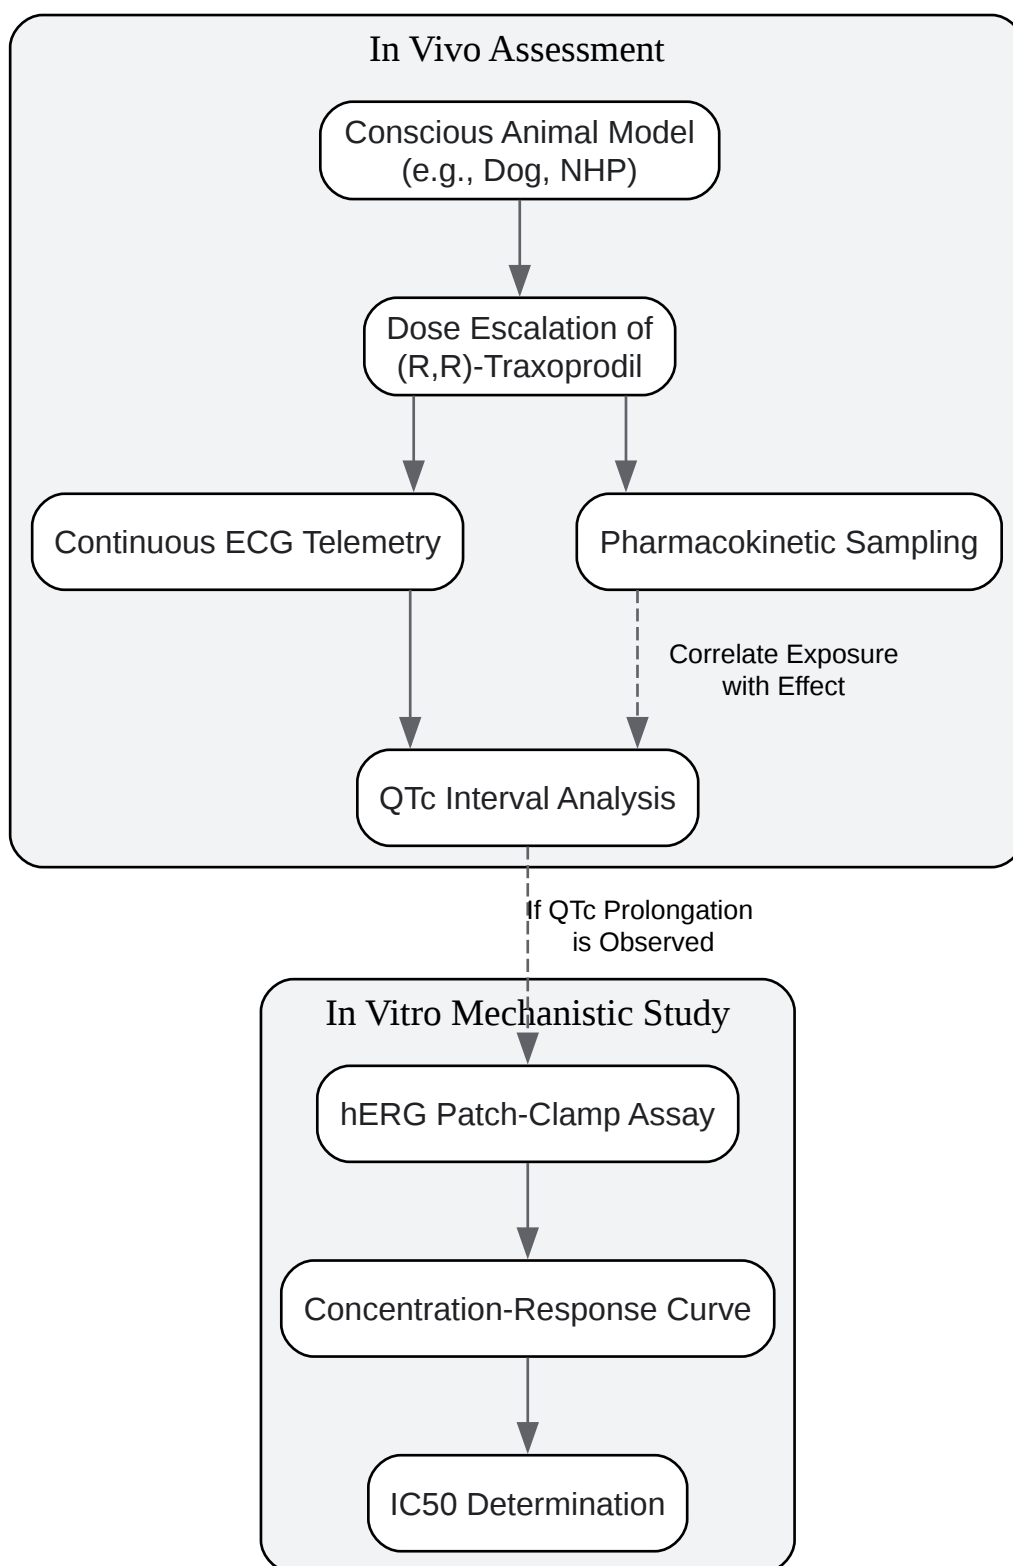 In Vivo Assessment
Conscious Animal Model
(e.g., Dog, NHP)
Dose Escalation of
(R,R)-Traxoprodil
Continuous ECG Telemetry
Pharmacokinetic Sampling
Correlate Exposure
with Effect
QTc Interval Analysis
If QTc Prolongation
is Observed
In Vitro Mechanistic Study
hERG Patch-Clamp Assay
Concentration-Response Curve
IC50 Determination